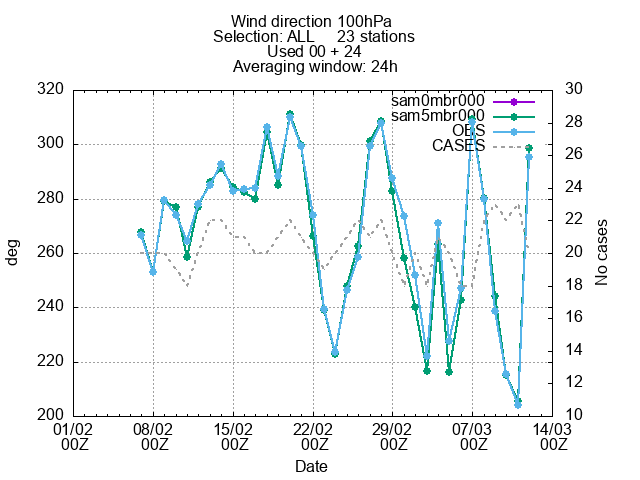 Wind direction 100hPa
Selection: ALL 23 stations
Used 00 + 24
Averaging window: 24h
320 30
sam0mbr000
sam5mbr000 28
300 OBS
CASES 26
280 24
22
260 20
240 18
16
220 14
12
200 10
deg
No cases
01/02 08/02 15/02 22/02 29/02 07/03 14/03
00Z 00Z 00Z 00Z 00Z 00Z 00Z
Date